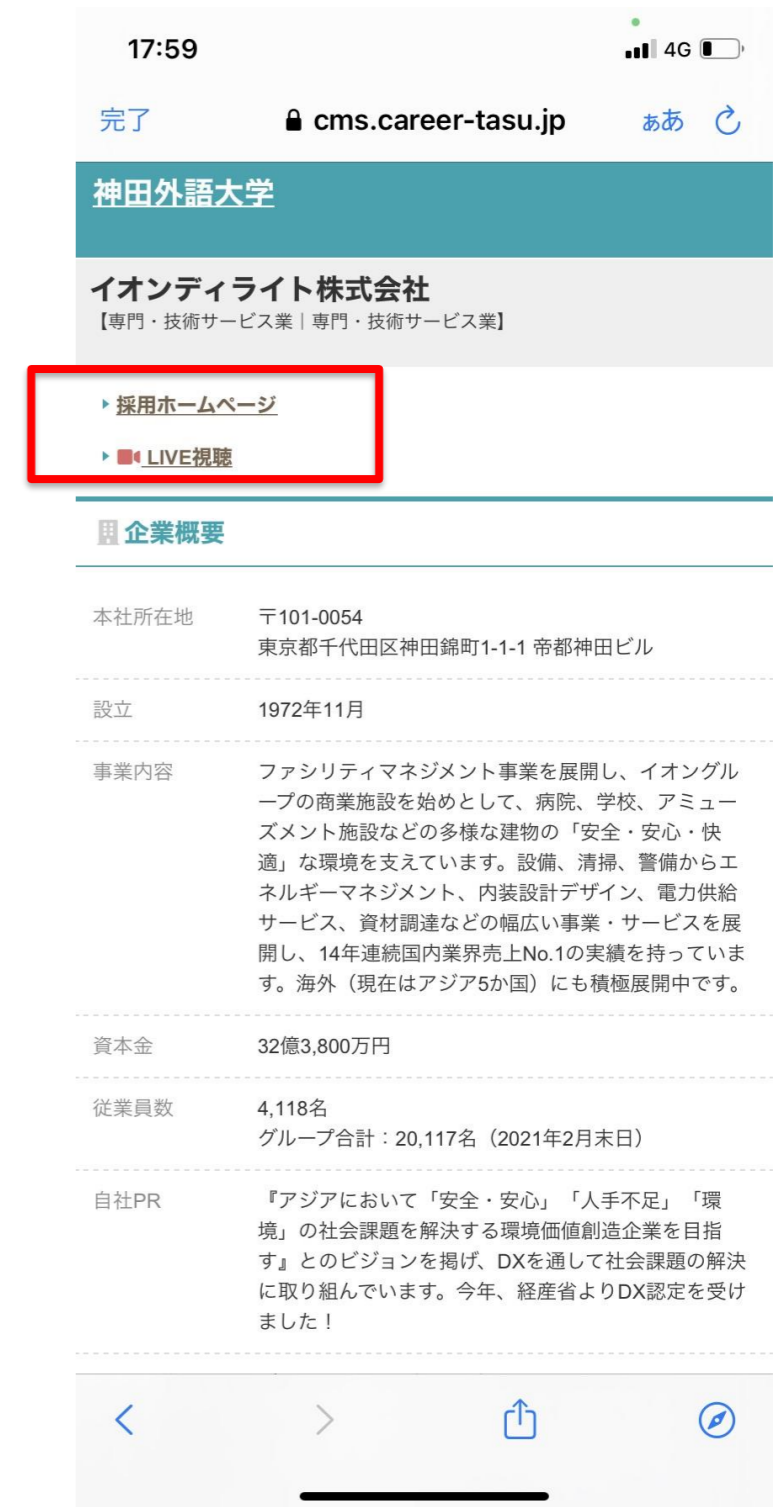 17:59
4G
完了
cms.career-tasu.jp
ぁあ
神田外語大学
イオンディライト株式会社
【専門・技術サービス業｜専門・技術サービス業】
採用ホームページ
LIVE視聴
企業概要
本社所在地
〒101-0054
東京都千代田区神田錦町1-1-1 帝都神田ビル
設立
1972年11月
事業内容
ファシリティマネジメント事業を展開し、イオングル
ープの商業施設を始めとして、病院、学校、アミュー
ズメント施設などの多様な建物の「安全・安心・快
適」な環境を支えています。設備、清掃、警備からエ
ネルギーマネジメント、内装設計デザイン、電力供給
サービス、資材調達などの幅広い事業・サービスを展
開し、14年連続国内業界売上No.1の実績を持っていま
す。海外（現在はアジア5か国）にも積極展開中です。
資本金
32億3,800万円
従業員数
4,118名
グループ合計：20,117名（2021年2月末日）
自社PR
『アジアにおいて「安全・安心」「人手不足」「環
境」の社会課題を解決する環境価値創造企業を目指
す』とのビジョンを掲げ、DXを通して社会課題の解決
に取り組んでいます。今年、経産省よりDX認定を受け
ました！